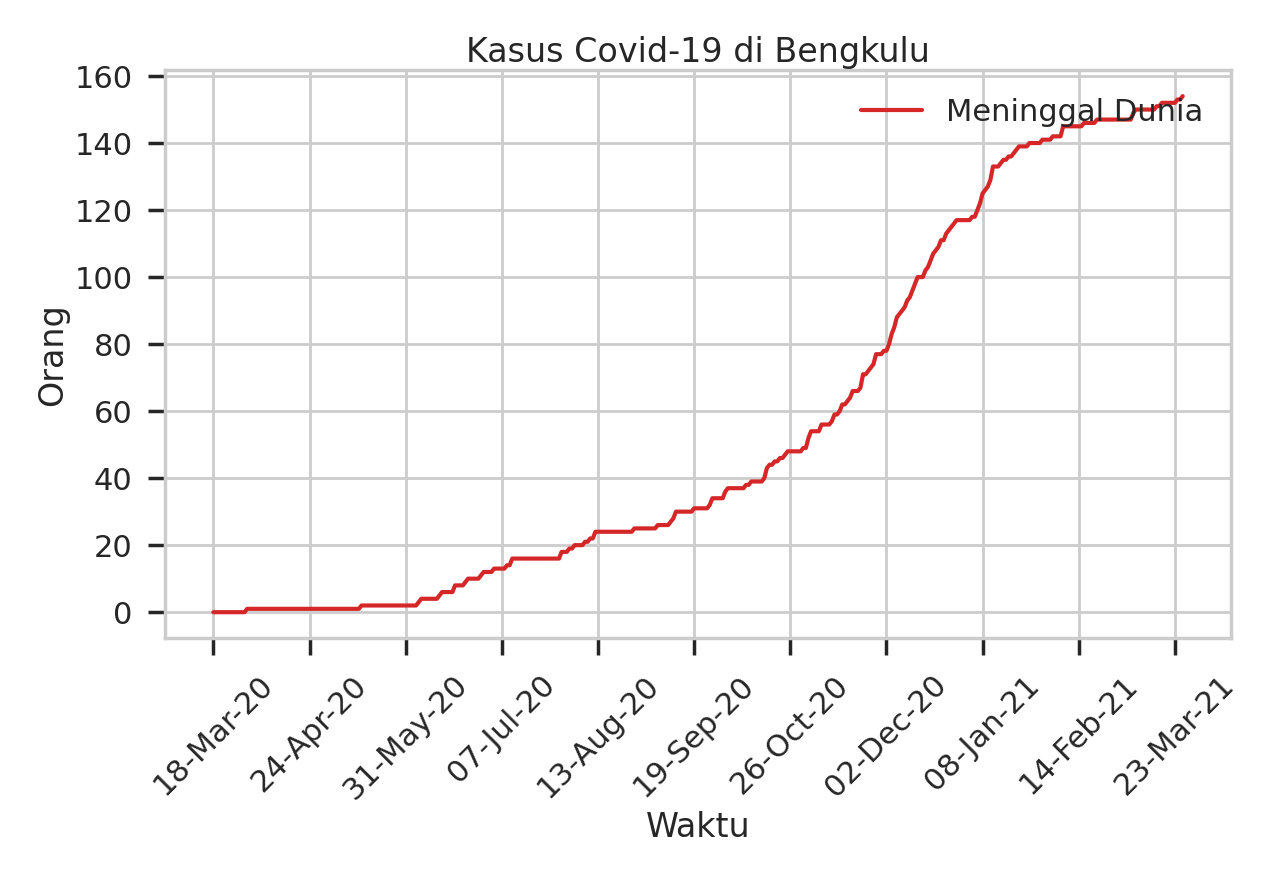 Kasus Covid-19 di Bengkulu
Meninggal Dunia
Orang
160
140
120
100
80
60
40
20
0
18-Mar-20
24-Apr-20
31-May-20
07-Jul-20
13-Aug-20
19-Sep-20
26-Oct-20
02-Dec-20
08-Jan-21
14-Feb-21
23-Mar-21
Waktu